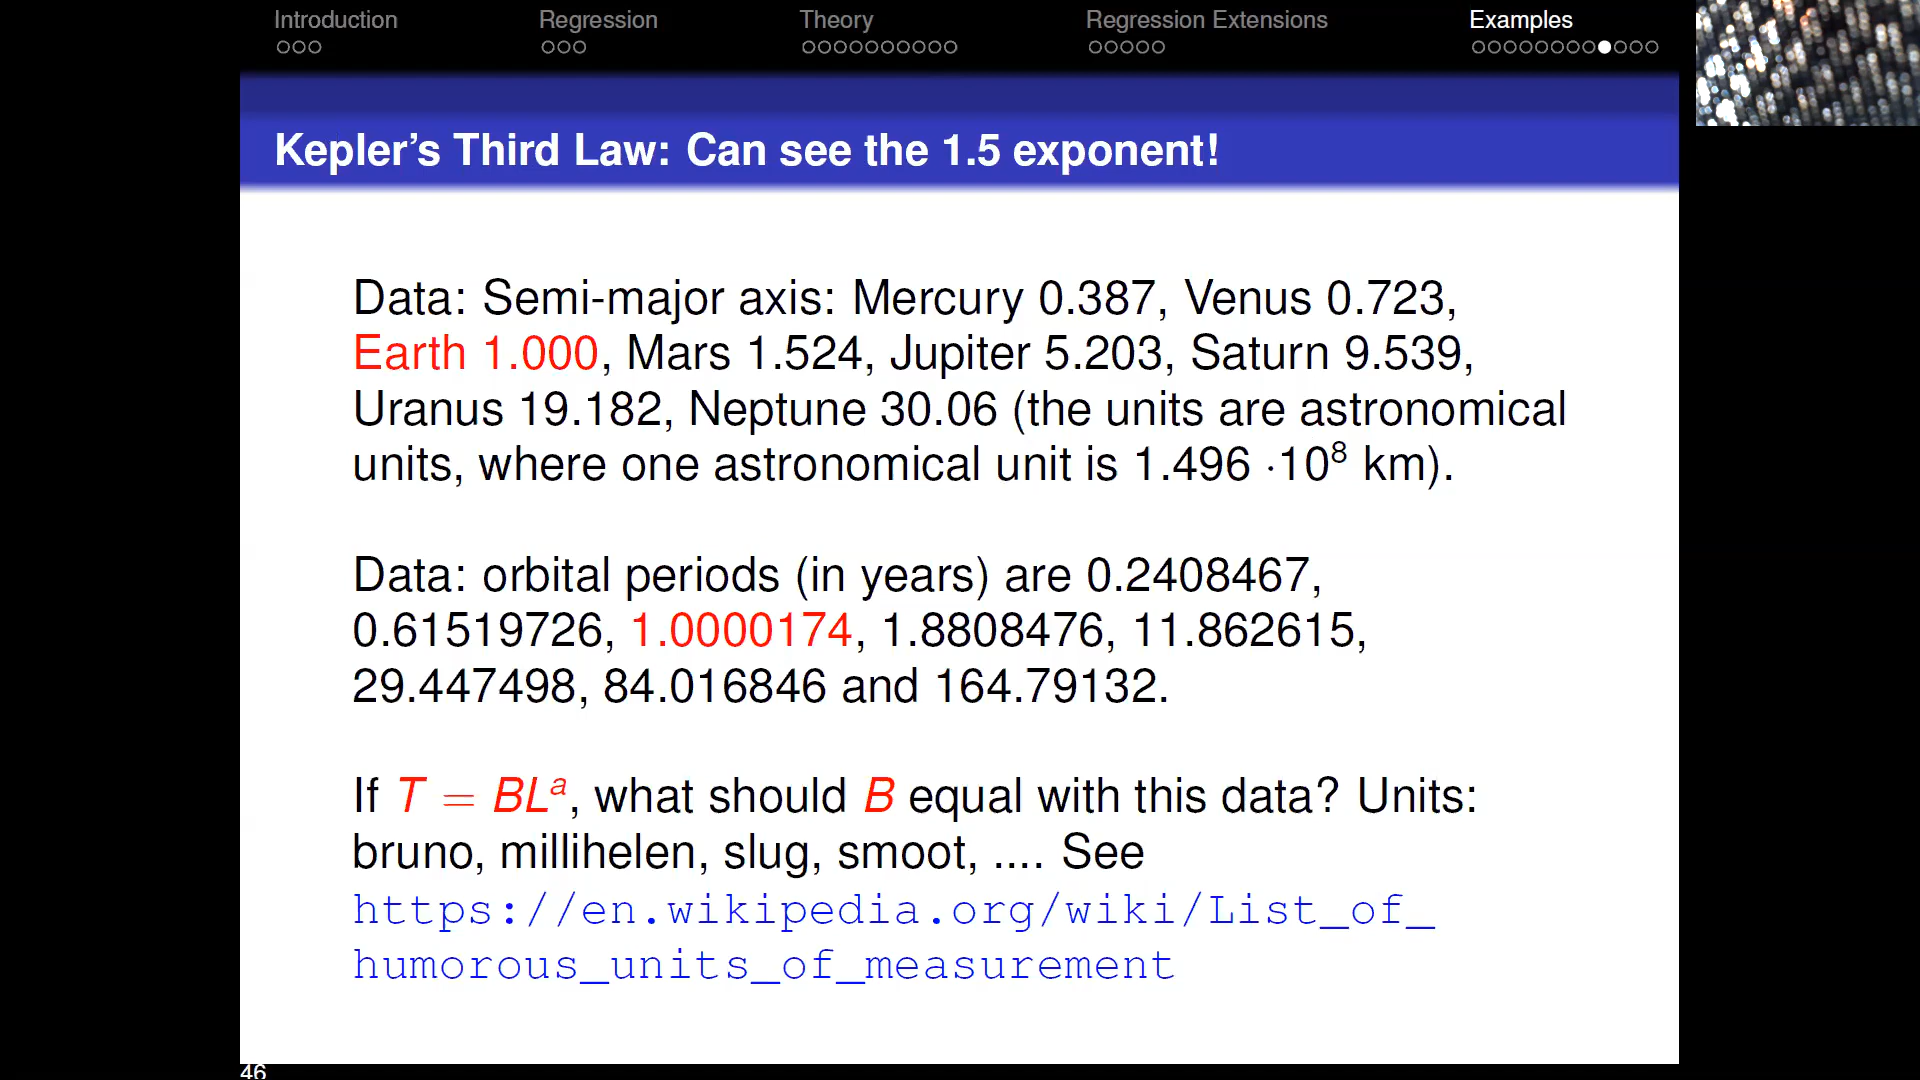 Introduction Regression Theory Regression Extensions Examples
Kepler's Third Law: Can see the 1.5 exponent!
Data: Semi-major axis: Mercury 0.387, Venus 0.723,
Earth 1.000, Mars 1.524, Jupiter 5.203, Saturn 9.539,
Uranus 19.182, Neptune 30.06 (the units are astronomical
units, where one astronomical unit is 1.496 ·10⁸ km).
Data: orbital periods (in years) are 0.2408467,
0.61519726, 1.0000174, 1.8808476, 11.862615,
29.447498, 84.016846 and 164.79132.
If T = BLᵃ, what should B equal with this data? Units:
bruno, millihelen, slug, smoot, .... See
https://en.wikipedia.org/wiki/List_of_
humorous_units_of_measurement
46